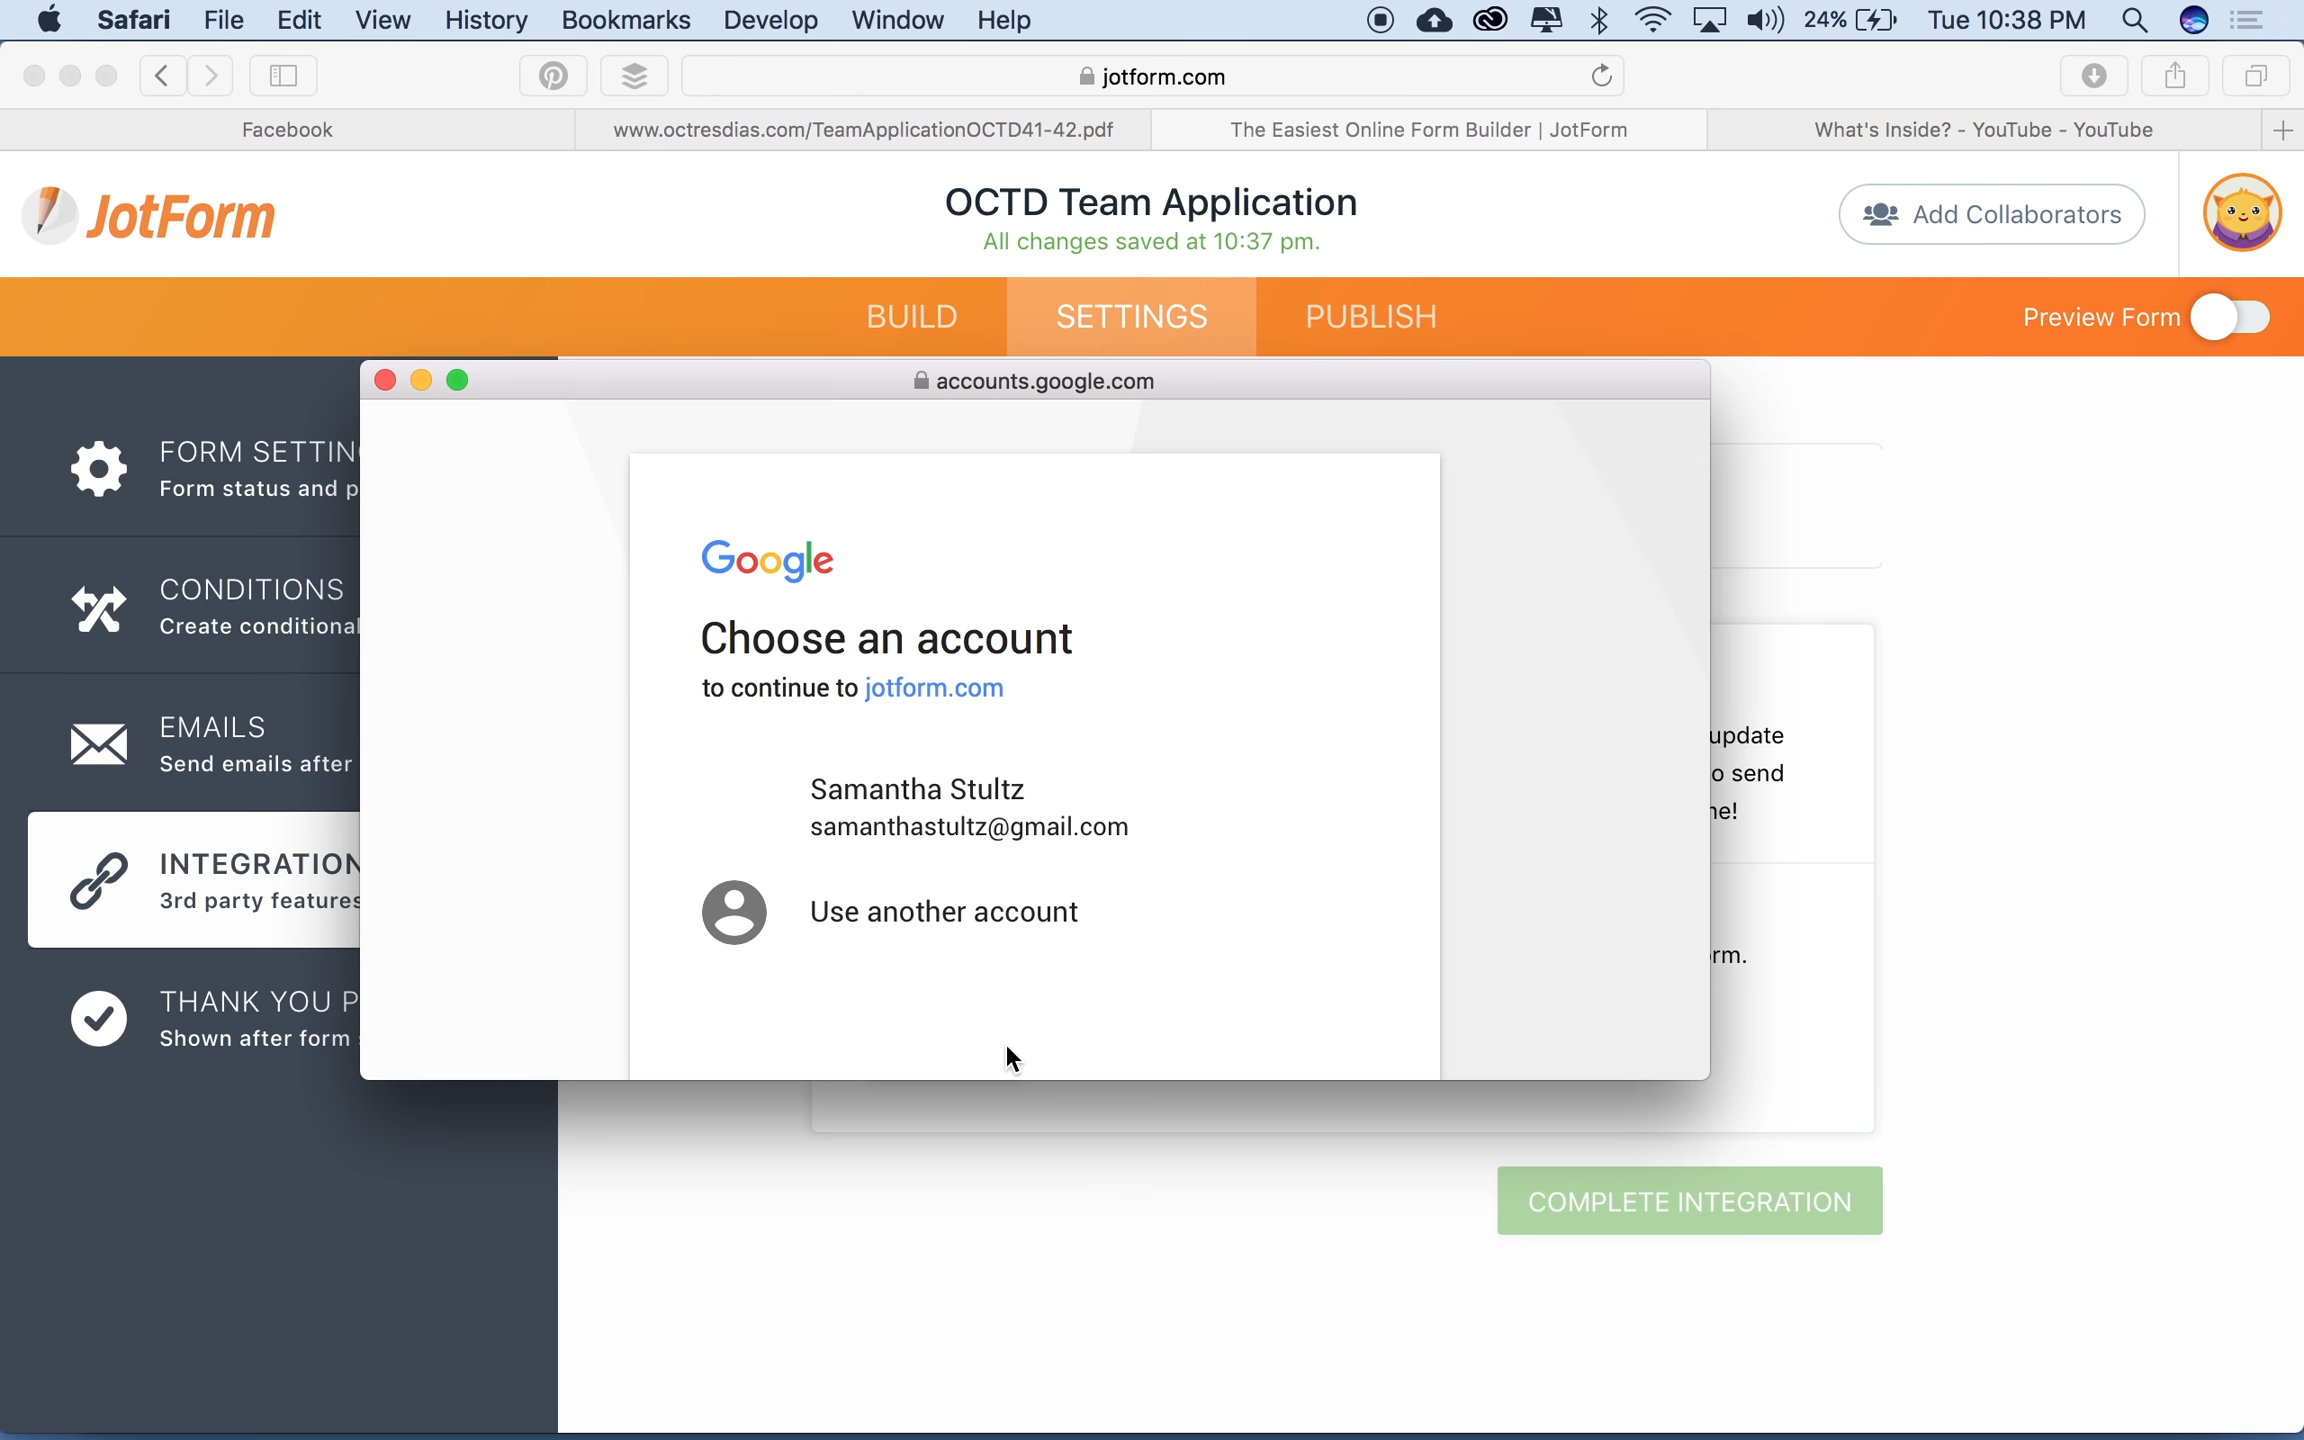 Safari File Edit View History Bookmarks Develop Window Help 24% Tue 10:38 PM
jotform.com
Facebook www.octresdias.com/TeamApplicationOCTD41-42.pdf The Easiest Online Form Builder | JotForm What's Inside? - YouTube - YouTube
JotForm
OCTD Team Application
All changes saved at 10:37 pm.
Add Collaborators
BUILD SETTINGS PUBLISH Preview Form
accounts.google.com
FORM SETTIN
Form status and p
CONDITIONS
Create conditional
EMAILS
Send emails after
INTEGRATION
3rd party features
THANK YOU P
Shown after form
Google
Choose an account
to continue to jotform.com
Samantha Stultz
samanthastultz@gmail.com
Use another account
update
o send
e!
rm.
COMPLETE INTEGRATION